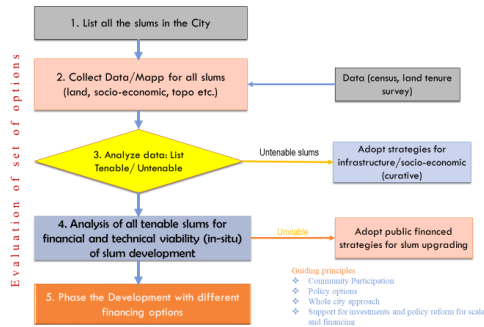 Evaluation of set of options
1. List all the slums in the City
2. Collect Data/Mapp for all slums
(land, socio-economic, topo etc.)
Data (census, land tenure
survey)
3. Analyze data: List
Tenable/ Untenable
Untenable slums
Adopt strategies for
infrastructure/socio-economic
(curative)
4. Analysis of all tenable slums for
financial and technical viability (in-situ)
of slum development
Unviable
Adopt public financed
strategies for slum upgrading
5. Phase the Development with different
financing options
Guiding principles
❖ Community Participation
❖ Policy options
❖ Whole city approach
❖ Support for investments and policy reform for scale
and financing